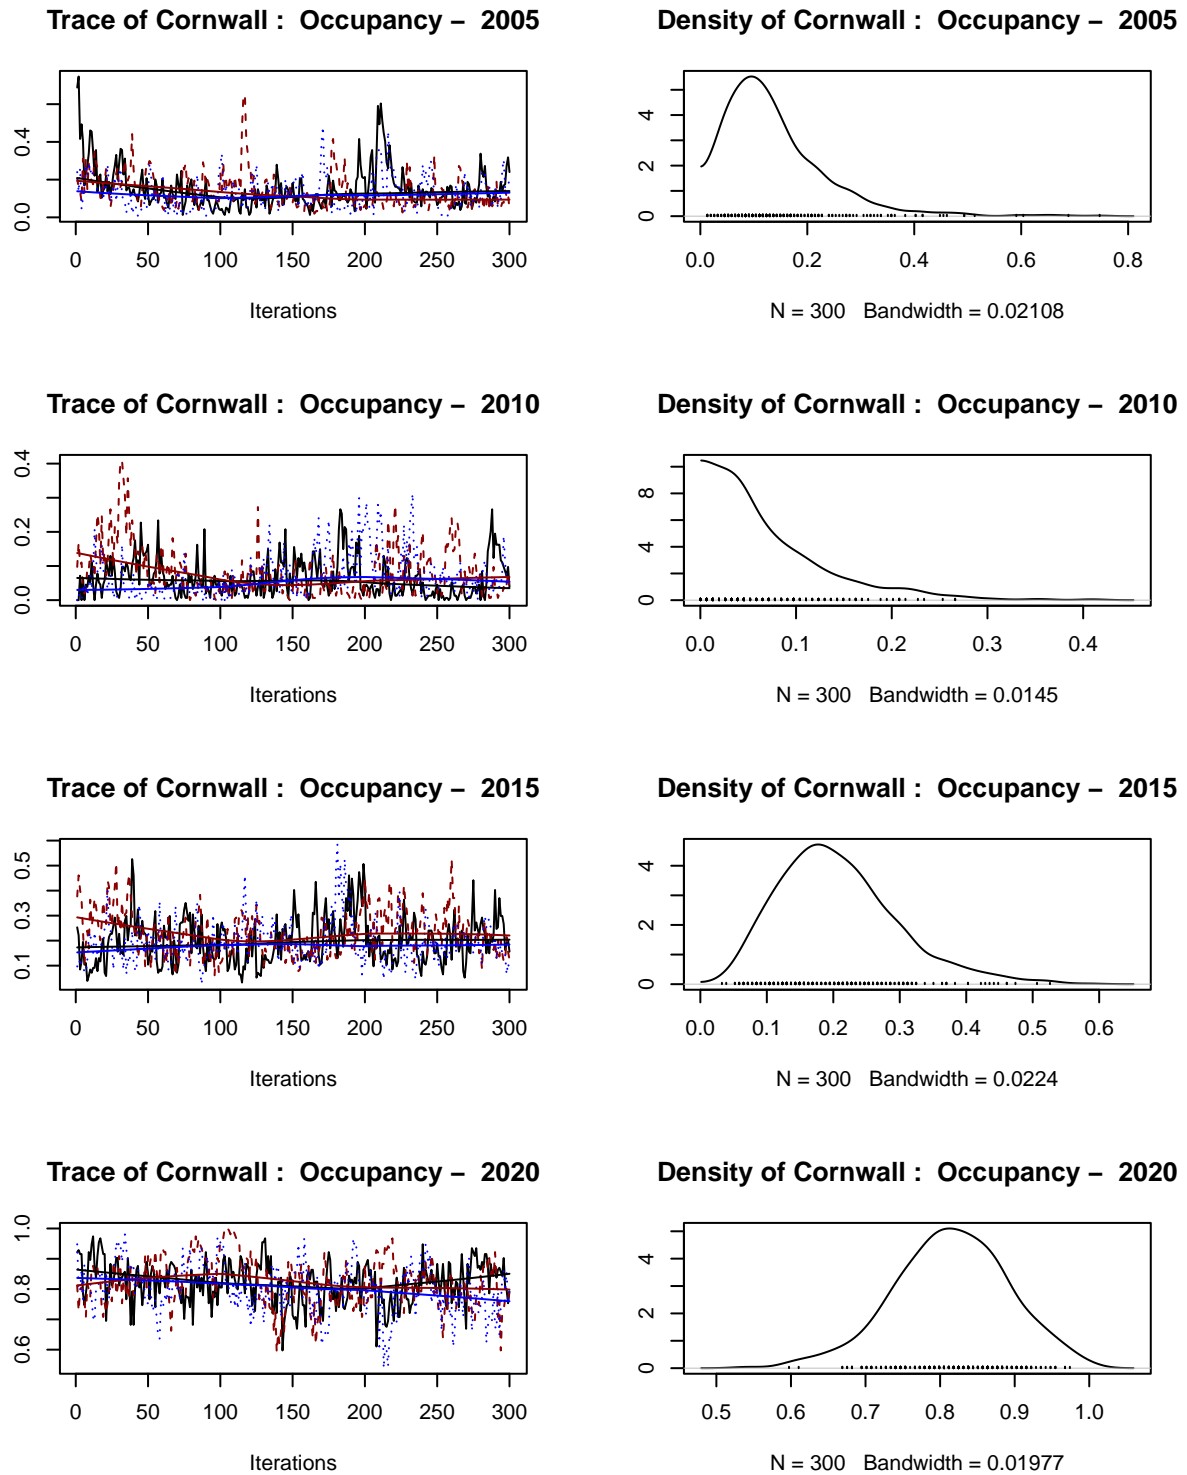 Trace of Cornwall : Occupancy – 2005
Density of Cornwall : Occupancy – 2005
0.0 0.4
0 2 4
0 50 100 150 200 250 300
0.0 0.2 0.4 0.6 0.8
Iterations
N = 300 Bandwidth = 0.02108
Trace of Cornwall : Occupancy – 2010
Density of Cornwall : Occupancy – 2010
0.0 0.2 0.4
0 4 8
0 50 100 150 200 250 300
0.0 0.1 0.2 0.3 0.4
Iterations
N = 300 Bandwidth = 0.0145
Trace of Cornwall : Occupancy – 2015
Density of Cornwall : Occupancy – 2015
0.1 0.3 0.5
0 2 4
0 50 100 150 200 250 300
0.0 0.1 0.2 0.3 0.4 0.5 0.6
Iterations
N = 300 Bandwidth = 0.0224
Trace of Cornwall : Occupancy – 2020
Density of Cornwall : Occupancy – 2020
0.6 0.8 1.0
0 2 4
0 50 100 150 200 250 300
0.5 0.6 0.7 0.8 0.9 1.0
Iterations
N = 300 Bandwidth = 0.01977